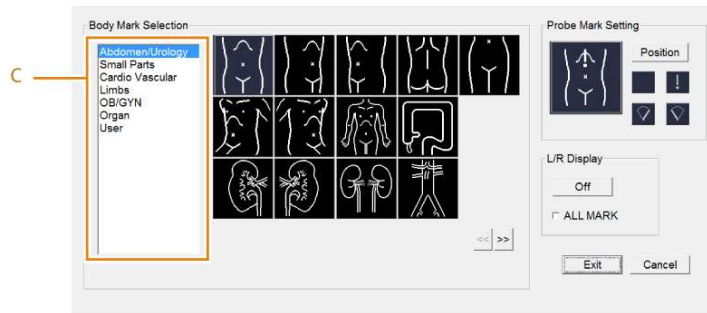 Body Mark Selection
Abdomen/Urology
Small Parts
Cardio Vascular
Limbs
OB/GYN
Organ
User
C
<< >>
Probe Mark Setting
Position
L/R Display
Off
ALL MARK
Exit Cancel